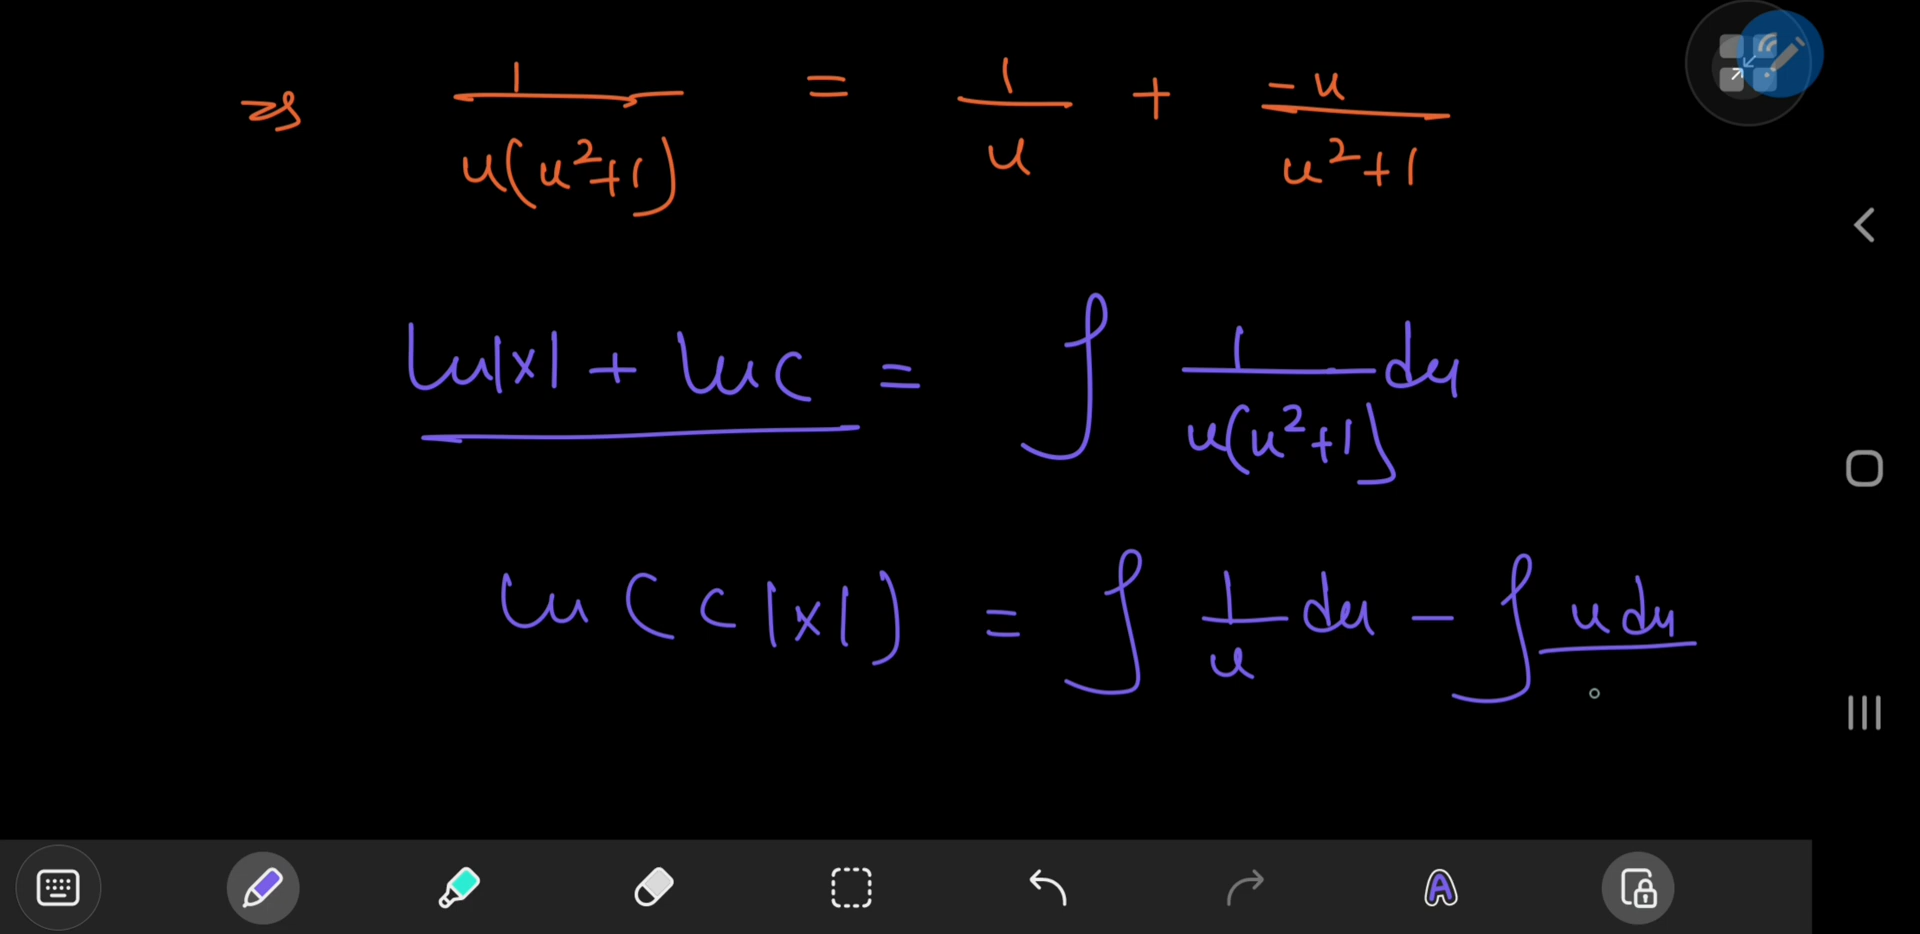 ⇒ 1/(u(u²+1)) = 1/u + -u/(u²+1)
ln|x| + ln c = ∫ 1/(u(u²+1)) du
ln(c|x|) = ∫ 1/u du - ∫ u du
A